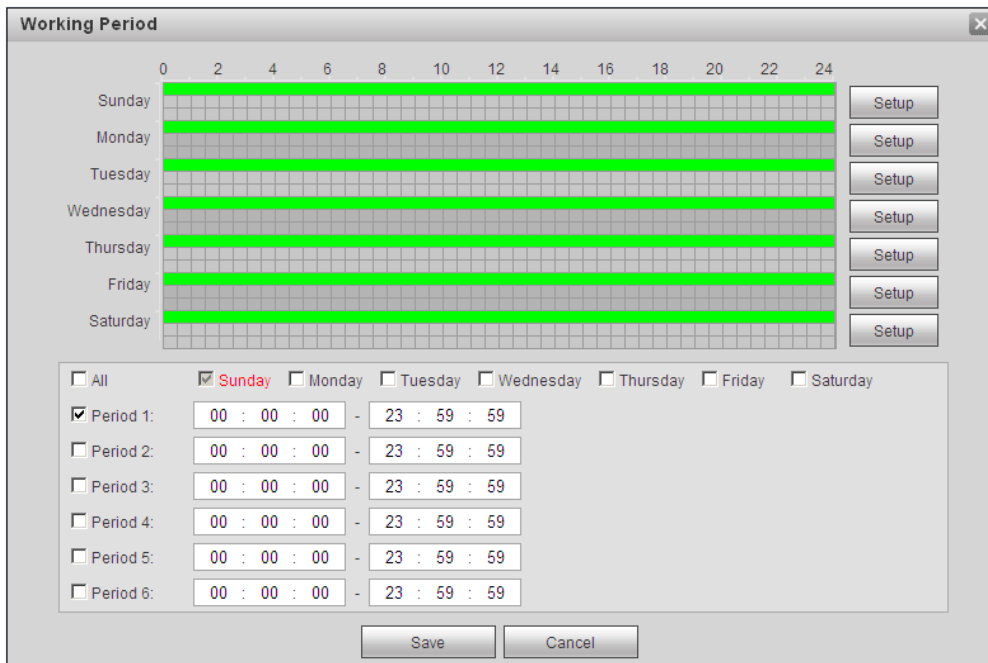 Working Period
0 2 4 6 8 10 12 14 16 18 20 22 24
Sunday Setup
Monday Setup
Tuesday Setup
Wednesday Setup
Thursday Setup
Friday Setup
Saturday Setup
All Sunday Monday Tuesday Wednesday Thursday Friday Saturday
Period 1: 00 : 00 : 00 - 23 : 59 : 59
Period 2: 00 : 00 : 00 - 23 : 59 : 59
Period 3: 00 : 00 : 00 - 23 : 59 : 59
Period 4: 00 : 00 : 00 - 23 : 59 : 59
Period 5: 00 : 00 : 00 - 23 : 59 : 59
Period 6: 00 : 00 : 00 - 23 : 59 : 59
Save Cancel